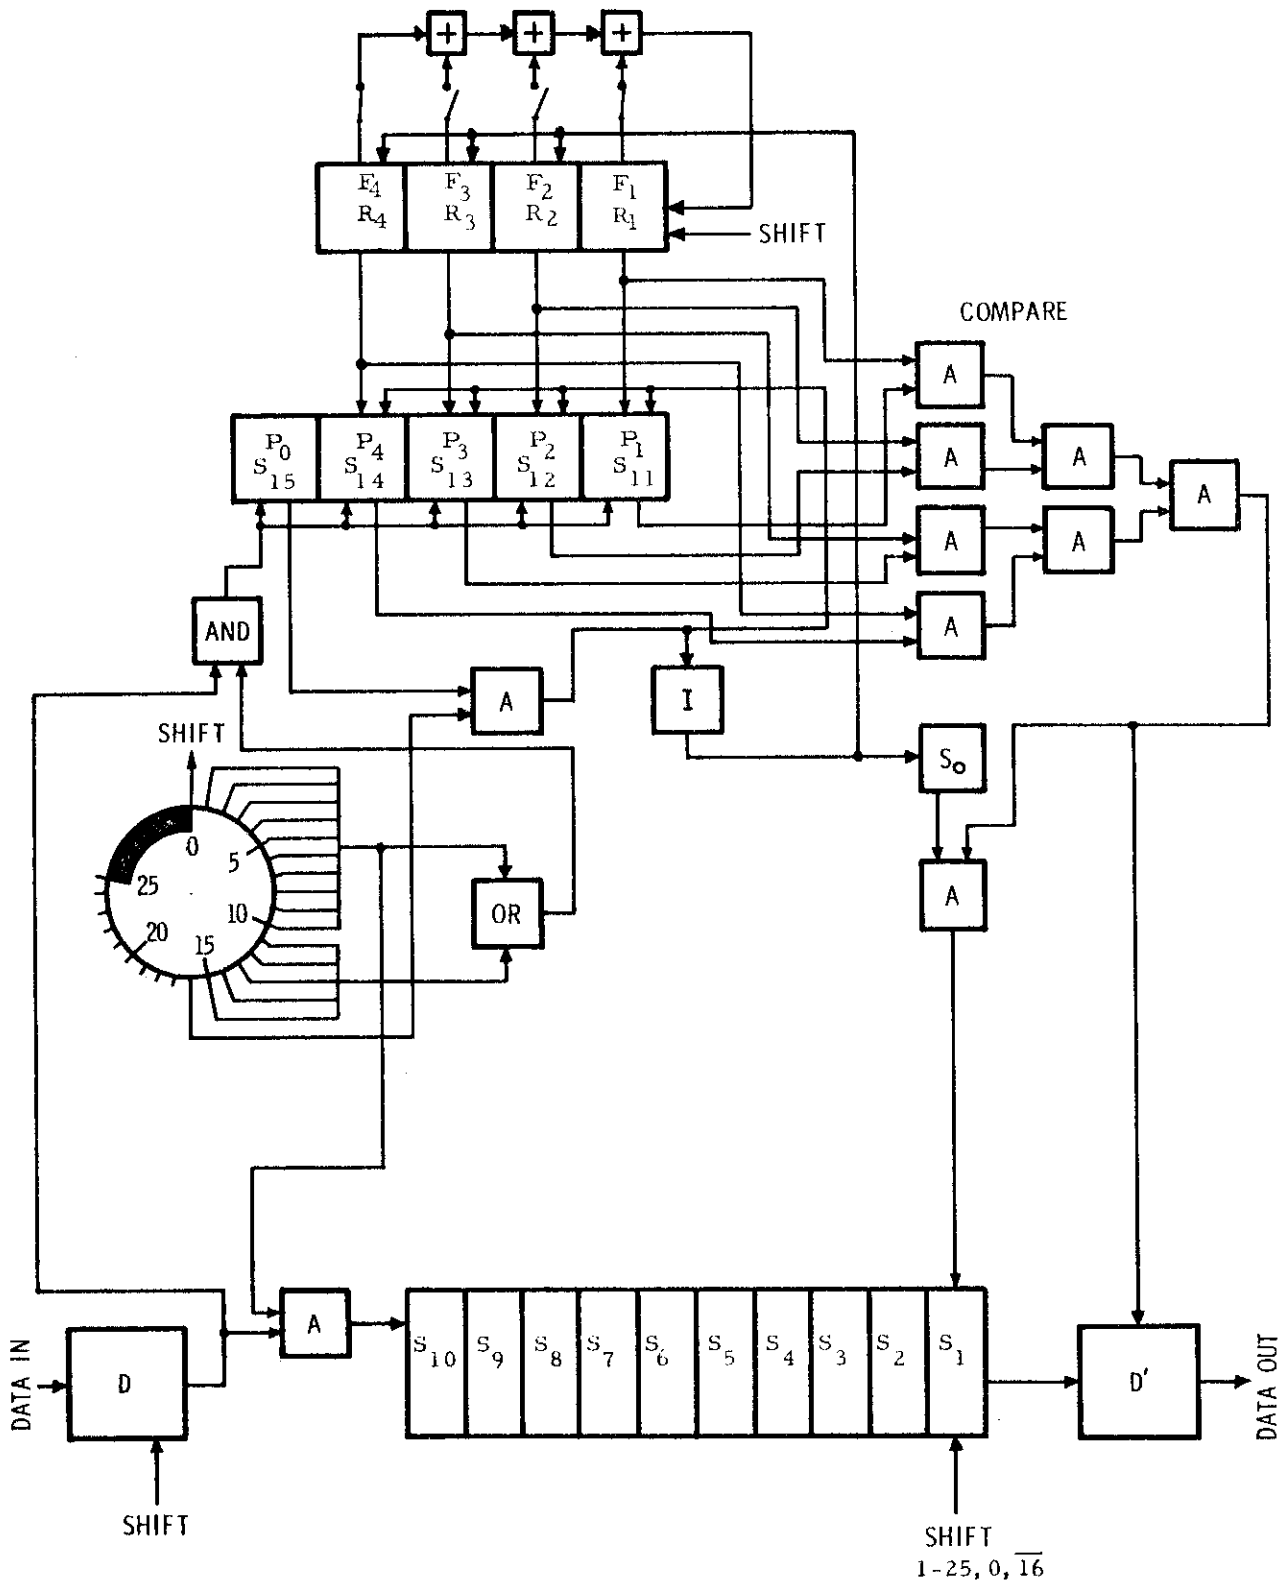 + + +
F4 F3 F2 F1
R4 R3 R2 R1
SHIFT
COMPARE
A
P0 P4 P3 P2 P1
S15 S14 S13 S12 S11
A
A
A
A
A
A
AND
A
I
SHIFT
S0
0
5
25
10
20
15
OR
A
A
S10 S9 S8 S7 S6 S5 S4 S3 S2 S1
DATA IN
D
D'
DATA OUT
SHIFT
SHIFT
1-25, 0, 1̅6̅